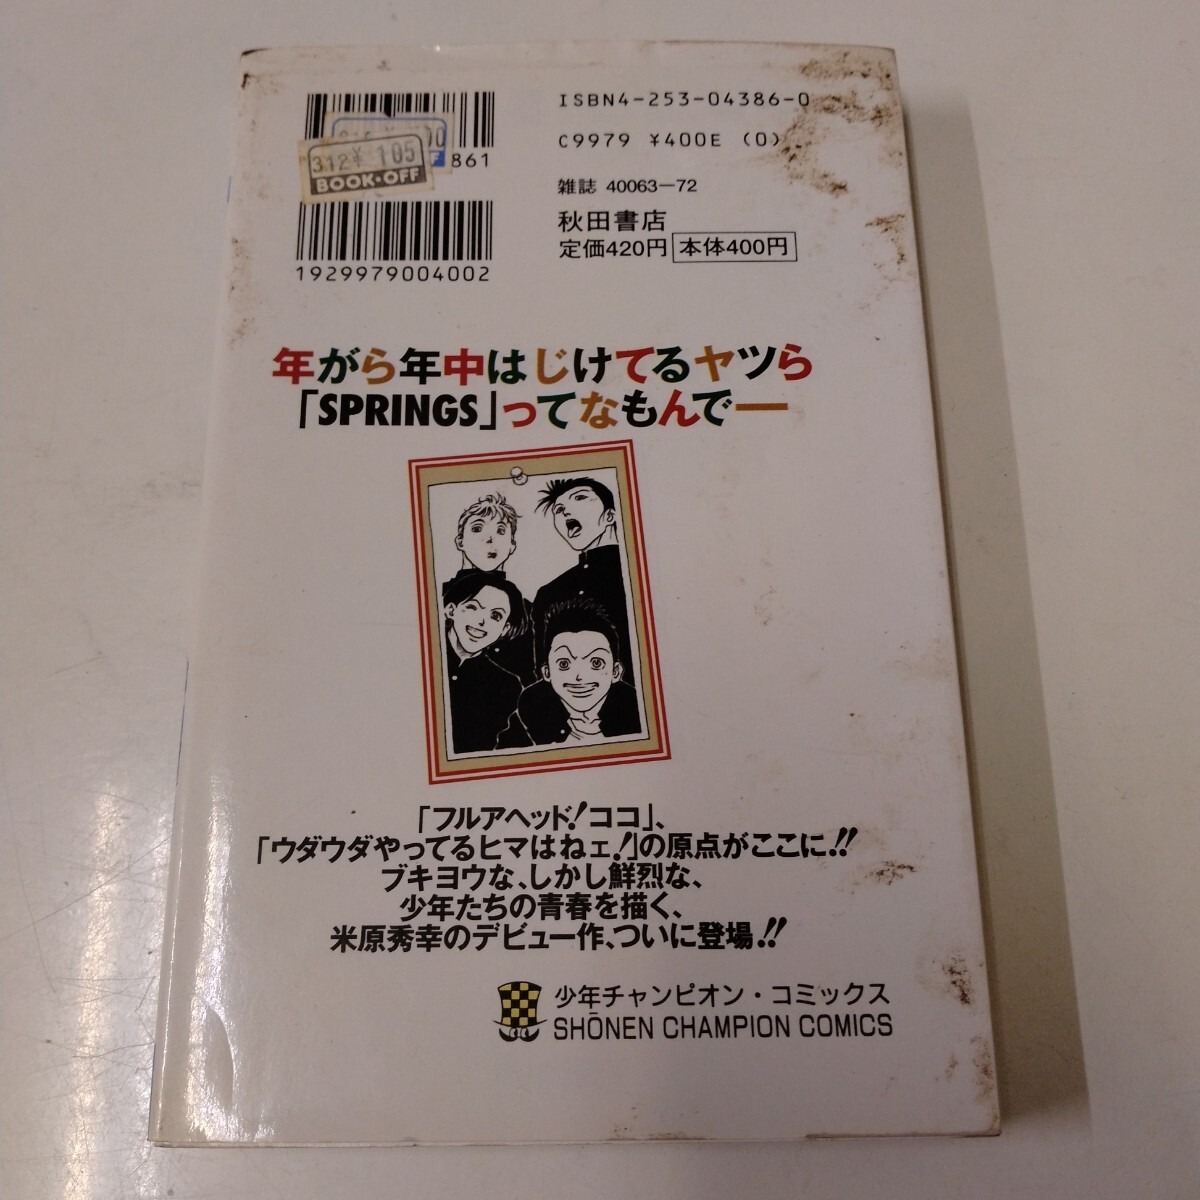 ISBN4-253-04386-0
C9979 ¥400E (0)
312¥ 105
BOOK・OFF
861
雑誌 40063-72
秋田書店
定価420円 本体400円
1929979004002
年がら年中はじけてるヤツら
「SPRINGS」ってなもんでー
「フルアヘッド!ココ」、
「ウダウダやってるヒマはねェ!」の原点がここに!!
ブキヨウな、しかし鮮烈な、
少年たちの青春を描く、
米原秀幸のデビュー作、ついに登場!!
少年チャンピオン・コミックス
SHŌNEN CHAMPION COMICS